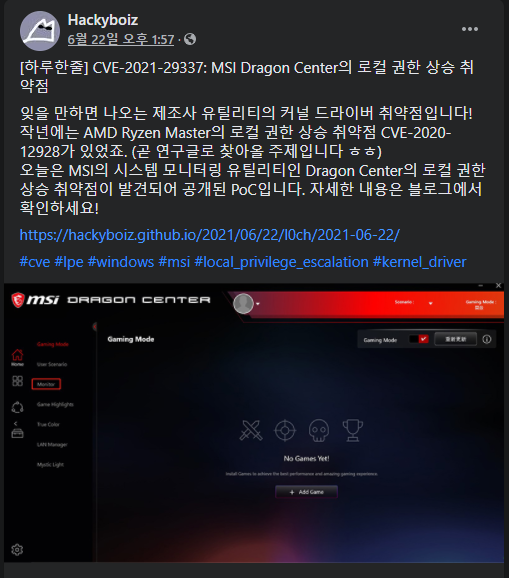 Hackyboiz
6월 22일 오후 1:57 ·
[하루한줄] CVE-2021-29337: MSI Dragon Center의 로컬 권한 상승 취
약점
잊을 만하면 나오는 제조사 유틸리티의 커널 드라이버 취약점입니다!
작년에는 AMD Ryzen Master의 로컬 권한 상승 취약점 CVE-2020-
12928가 있었죠. (곧 연구글로 찾아올 주제입니다 ㅎㅎ)
오늘은 MSI의 시스템 모니터링 유틸리티인 Dragon Center의 로컬 권한
상승 취약점이 발견되어 공개된 PoC입니다. 자세한 내용은 블로그에서
확인하세요!
https://hackyboiz.github.io/2021/06/22/l0ch/2021-06-22/
#cve #lpe #windows #msi #local_privilege_escalation #kernel_driver
msi DRAGON CENTER
Scenario :
Gaming Mode :
Gaming Mode
Gaming Mode
Gaming Mode
重新更新
Home
User Scenario
Monitor
Game Highlights
True Color
LAN Manager
Mystic Light
No Games Yet!
Install Games to achieve the best performance and amazing gaming experience.
+ Add Game